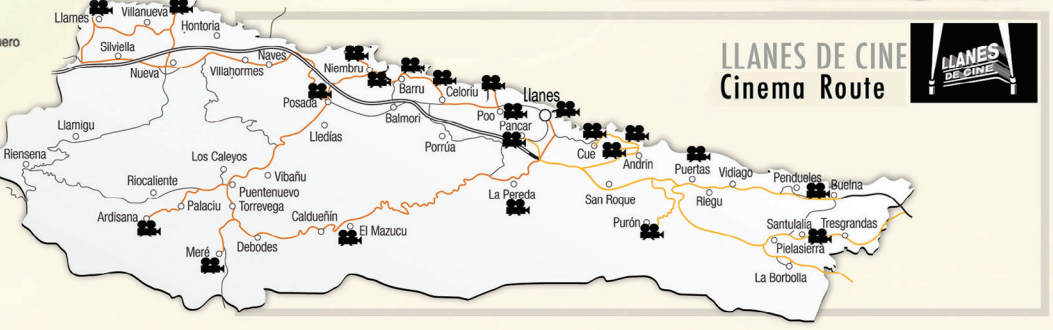 Llames
Villanueva
Hontoria
Silviella
Nueva
Villahormes
Naves
Niembru
Posada
Barru
Celoriu
Balmori
Poo
Llanes
Pancar
Porrúa
Lledías
Llamigu
Riensena
Los Caleyos
Riocaliente
Vibañu
Puentenuevo
Ardisana
Palaciu
Torrevega
Caldueñín
El Mazucu
Meré
Debodes
La Pereda
Cue
Andrín
San Roque
Purón
Puertas
Vidiago
Riegu
Pendueles
Buelna
Santulalia
Tresgrandas
Pielasierra
La Borbolla
LLANES DE CINE
Cinema Route
LLANES
DE CINE